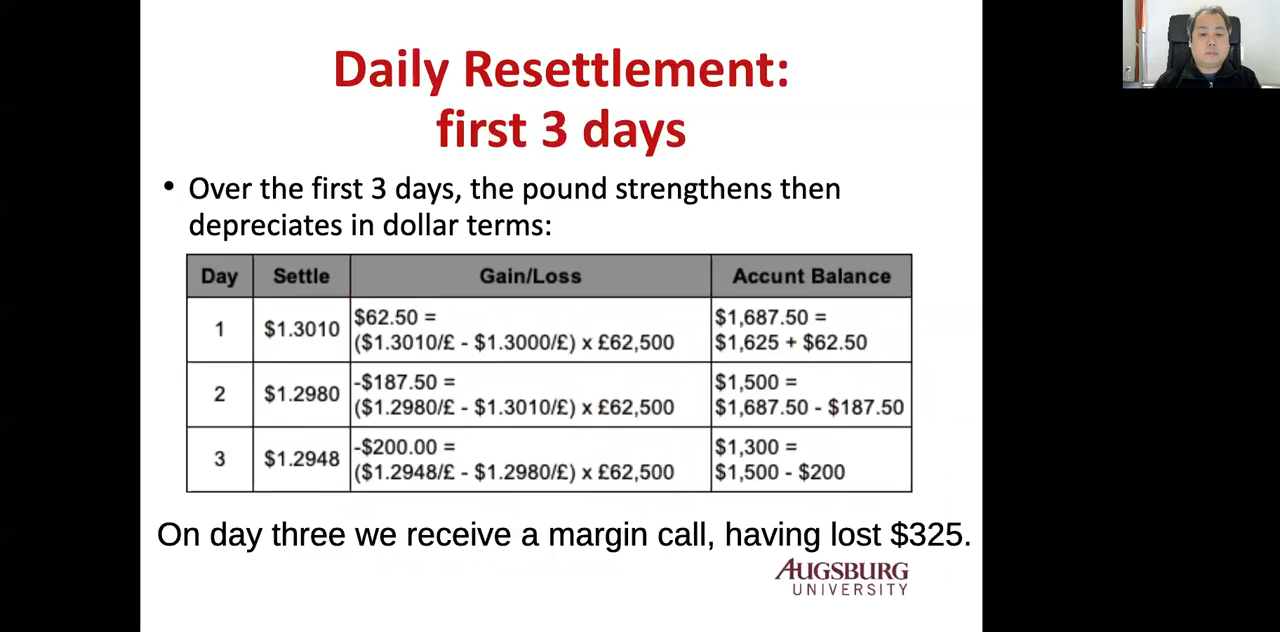 Daily Resettlement:
first 3 days
• Over the first 3 days, the pound strengthens then
depreciates in dollar terms:
Day Settle Gain/Loss Accunt Balance
1 $1.3010 $62.50 = ($1.3010/£ - $1.3000/£) x £62,500 $1,687.50 = $1,625 + $62.50
2 $1.2980 -$187.50 = ($1.2980/£ - $1.3010/£) x £62,500 $1,500 = $1,687.50 - $187.50
3 $1.2948 -$200.00 = ($1.2948/£ - $1.2980/£) x £62,500 $1,300 = $1,500 - $200
On day three we receive a margin call, having lost $325.
AUGSBURG
UNIVERSITY